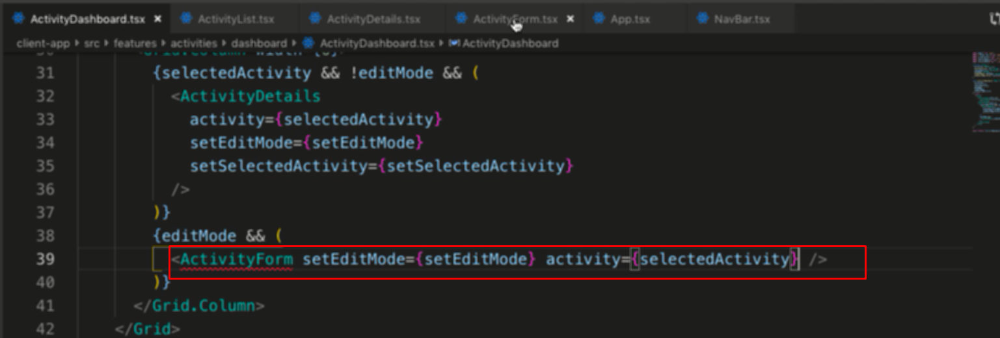 ActivityDashboard.tsx × ActivityList.tsx ActivityDetails.tsx ActivityForm.tsx × App.tsx NavBar.tsx
client-app › src › features › activities › dashboard › ActivityDashboard.tsx › ActivityDashboard
31 {selectedActivity && !editMode && (
32 <ActivityDetails
33 activity={selectedActivity}
34 setEditMode={setEditMode}
35 setSelectedActivity={setSelectedActivity}
36 />
37 )}
38 {editMode && (
39 <ActivityForm setEditMode={setEditMode} activity={selectedActivity} />
40 )}
41 </Grid.Column>
42 </Grid>